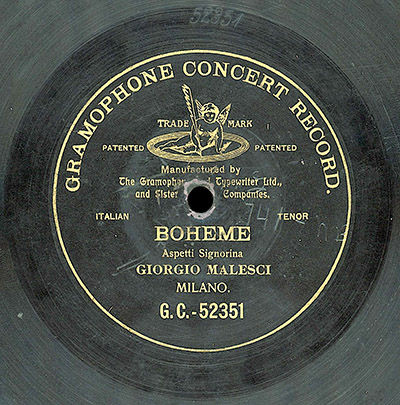 52351
GRAMOPHONE CONCERT RECORD.
TRADE MARK
PATENTED PATENTED
Manufactured by
The Gramophone Typewriter Ltd.,
and Sister Companies.
ITALIAN TENOR
BOHEME
Aspetti Signorina
GIORGIO MALESCI
MILANO.
G.C.-52351